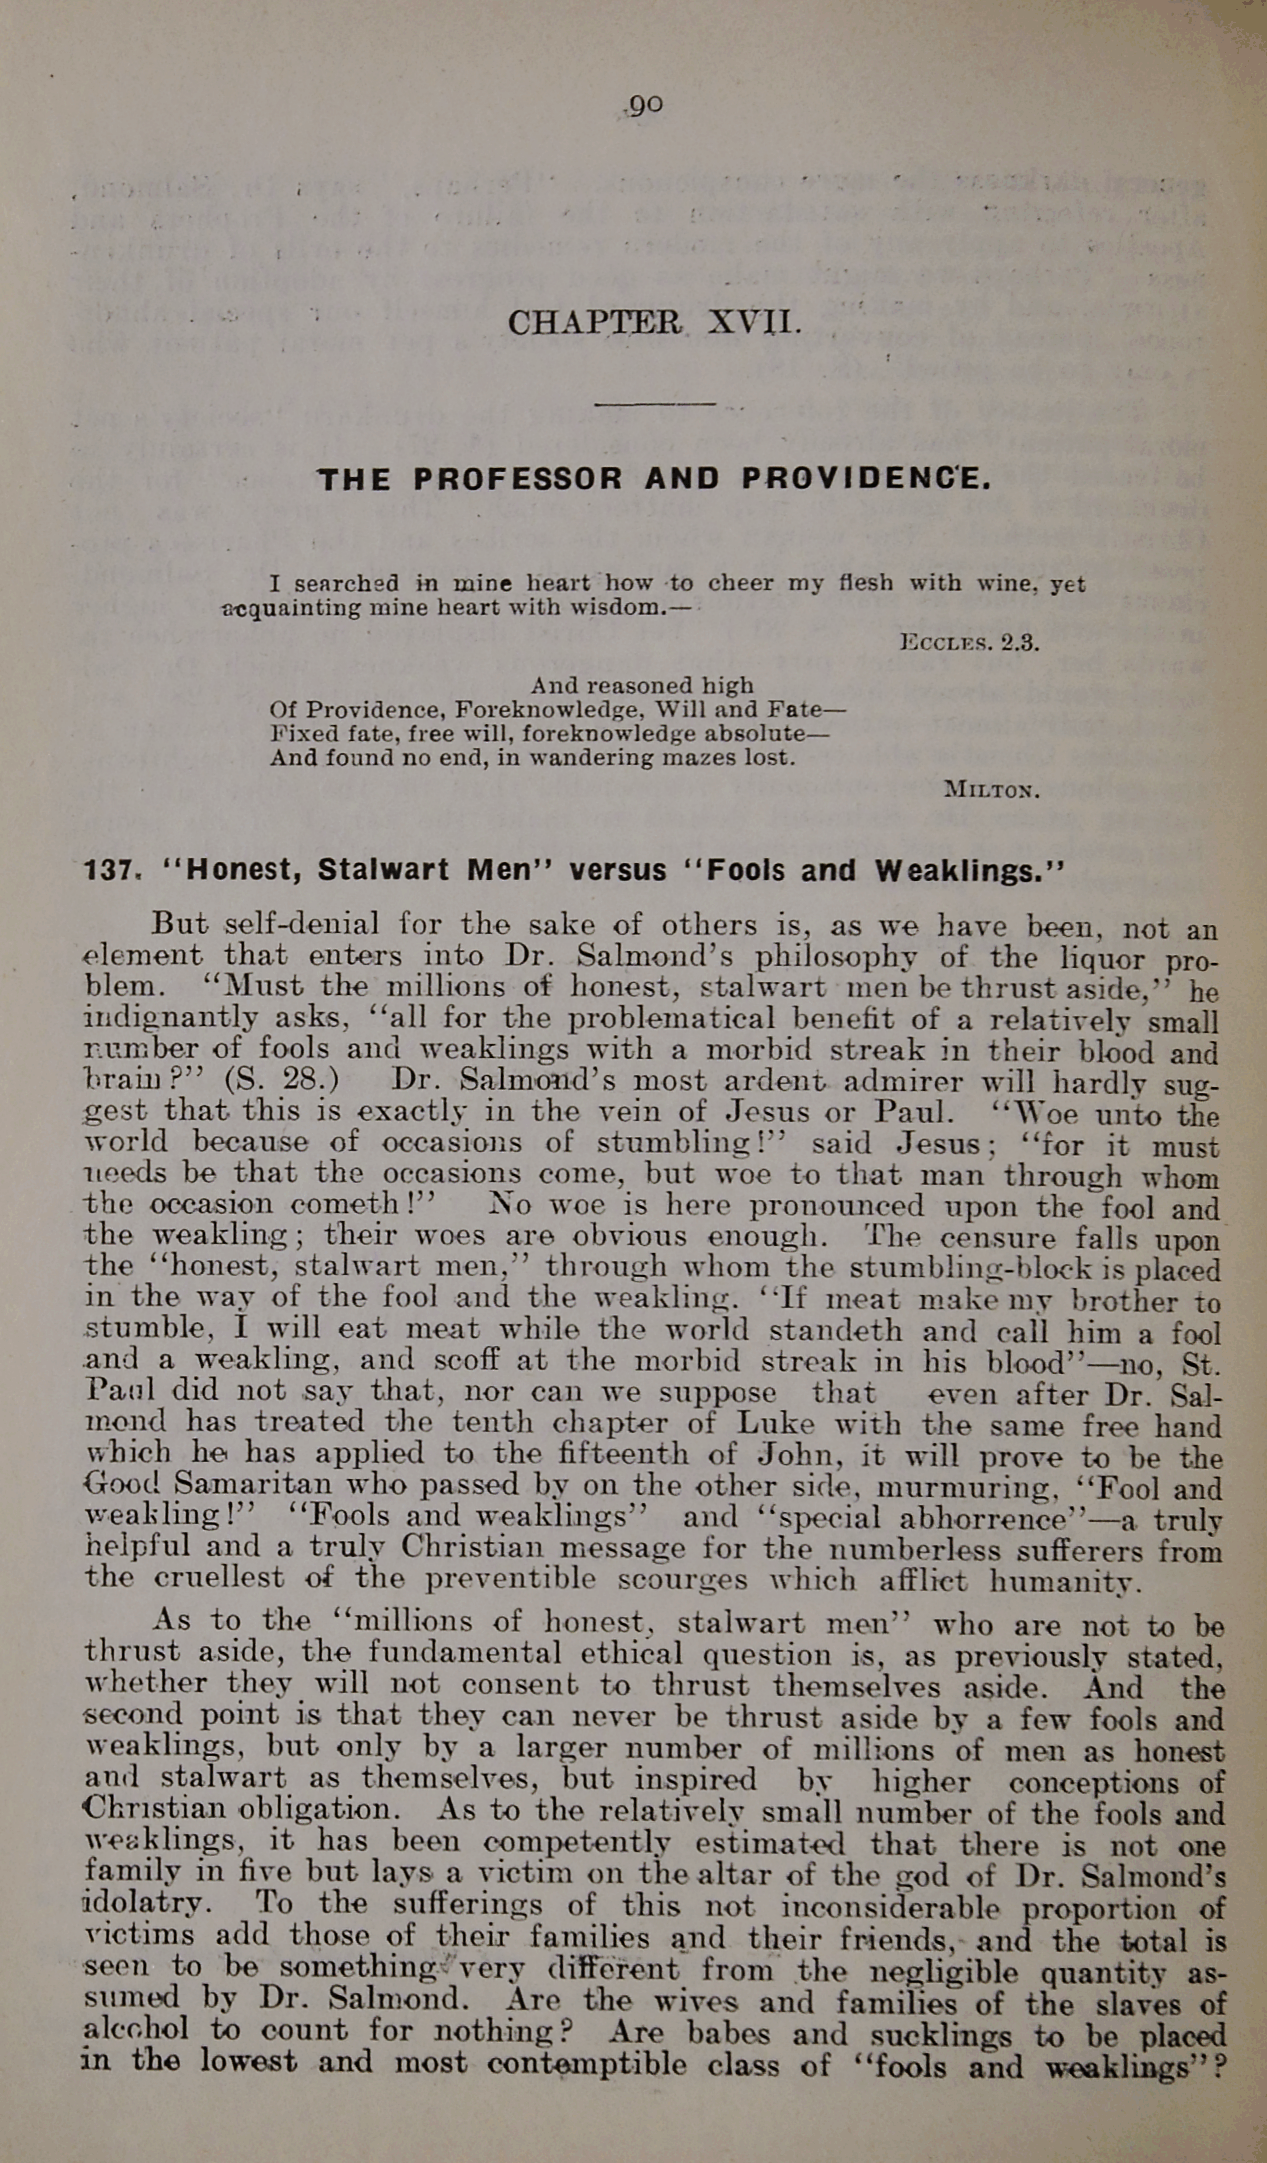 90
CHAPTER XVII.
THE PROFESSOR AND PROVIDENCE.
I searched in mine heart how to cheer my flesh with wine, yet
acquainting mine heart with wisdom.—
ECCLES. 2.3.
And reasoned high
Of Providence, Foreknowledge, Will and Fate—
Fixed fate, free will, foreknowledge absolute—
And found no end, in wandering mazes lost.
MILTON.
137. "Honest, Stalwart Men" versus "Fools and Weaklings."
But self-denial for the sake of others is, as we have been, not an
element that enters into Dr. Salmond's philosophy of the liquor pro-
blem. "Must the millions of honest, stalwart men be thrust aside," he
indignantly asks, "all for the problematical benefit of a relatively small
number of fools and weaklings with a morbid streak in their blood and
brain?" (S. 28.) Dr. Salmond's most ardent admirer will hardly sug-
gest that this is exactly in the vein of Jesus or Paul. "Woe unto the
world because of occasions of stumbling!" said Jesus; "for it must
needs be that the occasions come, but woe to that man through whom
the occasion cometh!" No woe is here pronounced upon the fool and
the weakling; their woes are obvious enough. The censure falls upon
the "honest, stalwart men," through whom the stumbling-block is placed
in the way of the fool and the weakling. "If meat make my brother to
stumble, I will eat meat while the world standeth and call him a fool
and a weakling, and scoff at the morbid streak in his blood"—no, St.
Paul did not say that, nor can we suppose that even after Dr. Sal-
mond has treated the tenth chapter of Luke with the same free hand
which he has applied to the fifteenth of John, it will prove to be the
Good Samaritan who passed by on the other side, murmuring, "Fool and
weakling!" "Fools and weaklings" and "special abhorrence"—a truly
helpful and a truly Christian message for the numberless sufferers from
the cruellest of the preventible scourges which afflict humanity.
As to the "millions of honest, stalwart men" who are not to be
thrust aside, the fundamental ethical question is, as previously stated,
whether they will not consent to thrust themselves aside. And the
second point is that they can never be thrust aside by a few fools and
weaklings, but only by a larger number of millions of men as honest
and stalwart as themselves, but inspired by higher conceptions of
Christian obligation. As to the relatively small number of the fools and
weaklings, it has been competently estimated that there is not one
family in five but lays a victim on the altar of the god of Dr. Salmond's
idolatry. To the sufferings of this not inconsiderable proportion of
victims add those of their families and their friends, and the total is
seen to be something very different from the negligible quantity as-
sumed by Dr. Salmond. Are the wives and families of the slaves of
alcohol to count for nothing? Are babes and sucklings to be placed
in the lowest and most contemptible class of "fools and weaklings"?